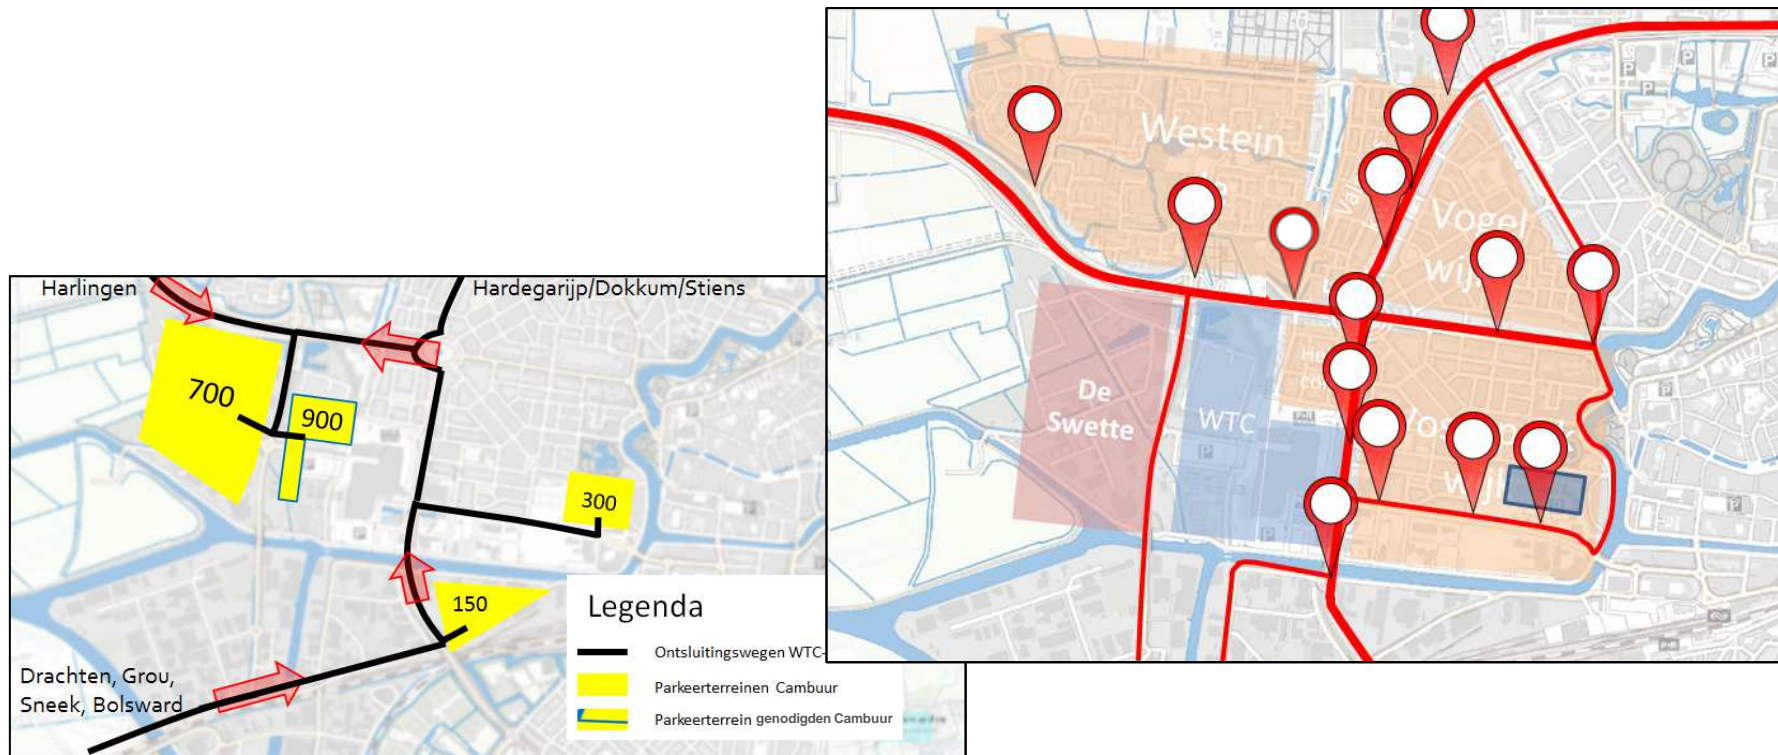 Harlingen
Hardegarijp/Dokkum/Stiens
700
900
300
150
Drachten, Grou,
Sneek, Bolsward
Legenda
Ontsluitingswegen WTC-
Parkeerterreinen Cambuur
Parkeerterrein genodigden Cambuur
Westein
Vogel
wijk
De
Swette
WTC
P+R
P
P
P
P